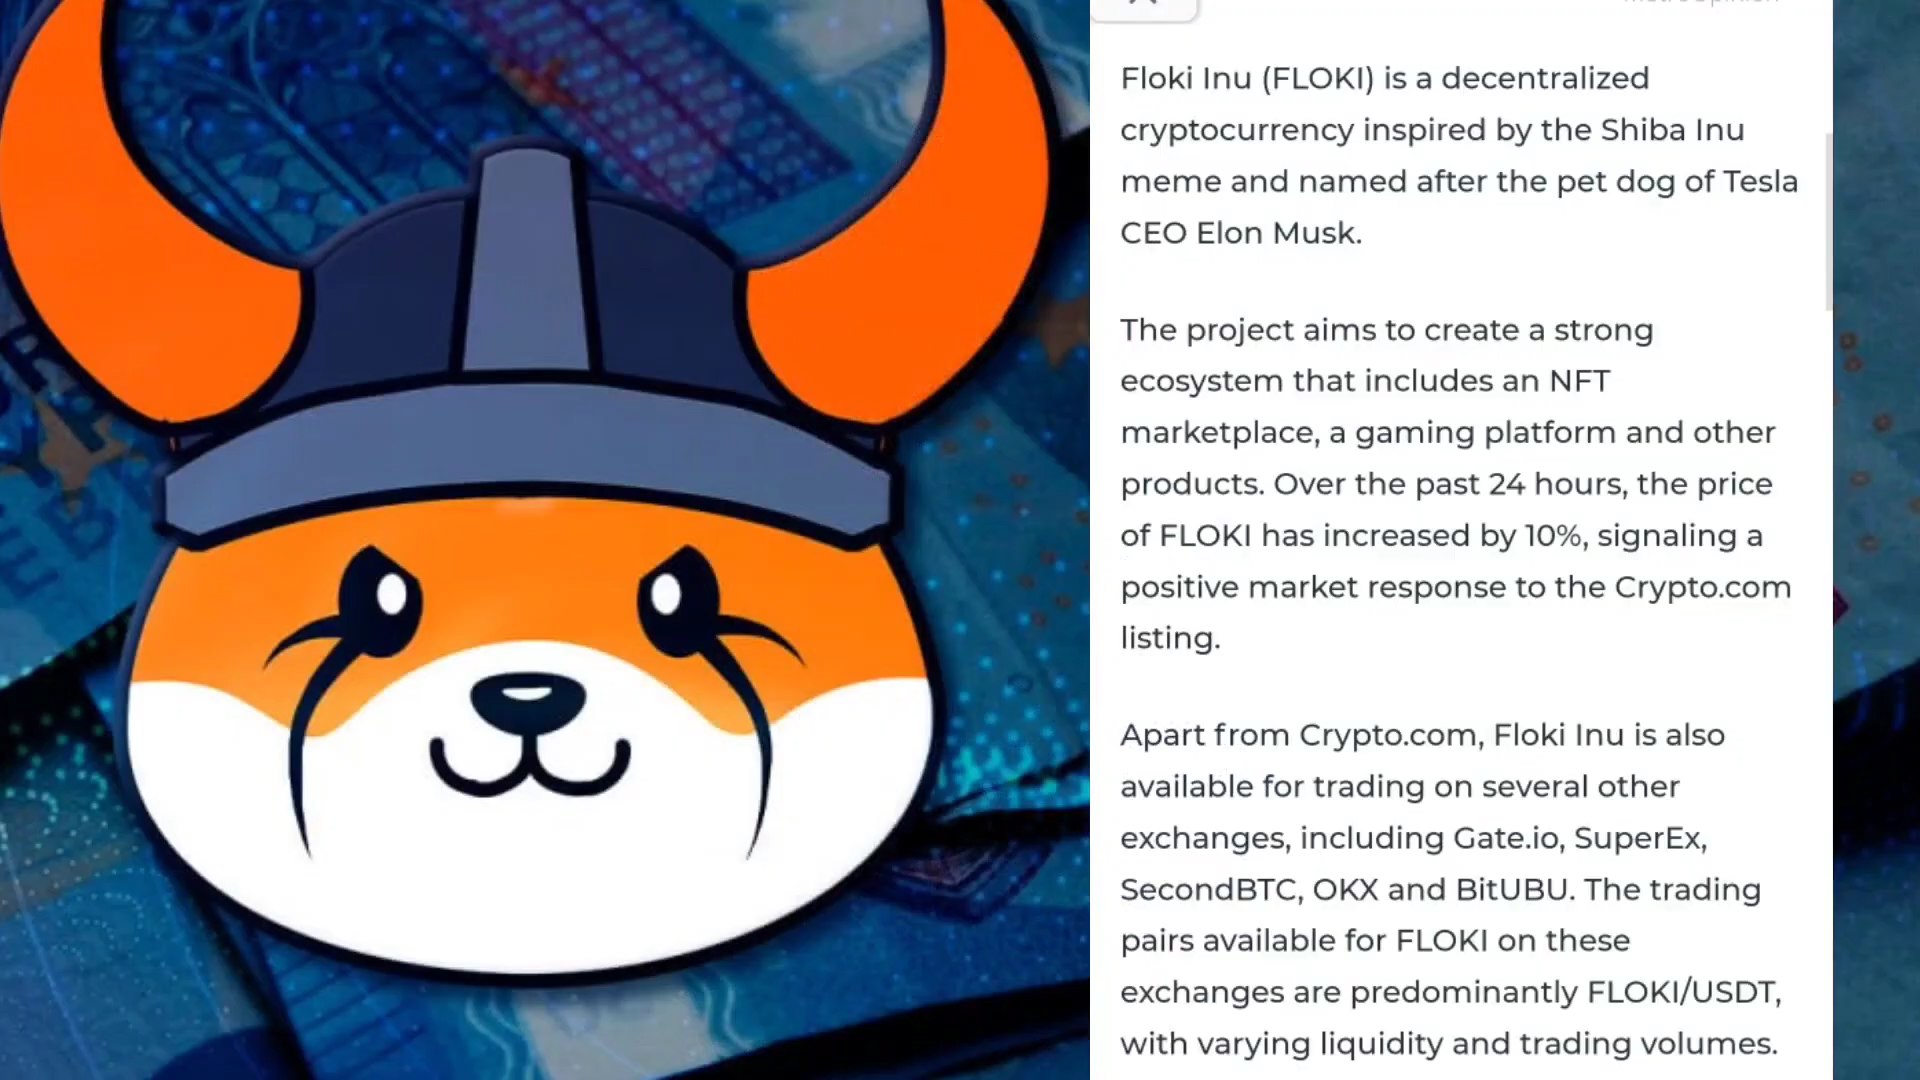 Floki Inu (FLOKI) is a decentralized
cryptocurrency inspired by the Shiba Inu
meme and named after the pet dog of Tesla
CEO Elon Musk.
The project aims to create a strong
ecosystem that includes an NFT
marketplace, a gaming platform and other
products. Over the past 24 hours, the price
of FLOKI has increased by 10%, signaling a
positive market response to the Crypto.com
listing.
Apart from Crypto.com, Floki Inu is also
available for trading on several other
exchanges, including Gate.io, SuperEx,
SecondBTC, OKX and BitUBU. The trading
pairs available for FLOKI on these
exchanges are predominantly FLOKI/USDT,
with varying liquidity and trading volumes.